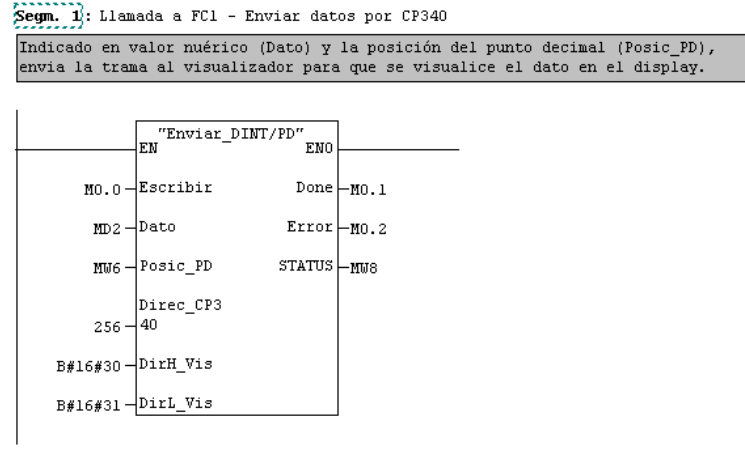 Segm. 1: Llamada a FC1 - Enviar datos por CP340
Indicado en valor nuérico (Dato) y la posición del punto decimal (Posic_PD),
envia la trama al visualizador para que se visualice el dato en el display.
"Enviar_DINT/PD"
EN ENO
M0.0 Escribir Done M0.1
MD2 Dato Error M0.2
MW6 Posic_PD STATUS MW8
Direc_CP3
256 40
B#16#30 DirH_Vis
B#16#31 DirL_Vis